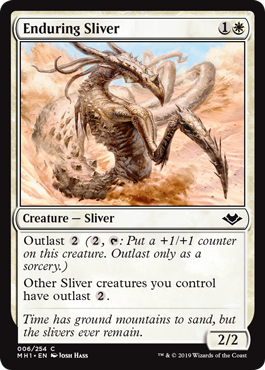 Enduring Sliver 1
Creature — Sliver
Outlast 2 (2, T: Put a +1/+1 counter
on this creature. Outlast only as a
sorcery.)
Other Sliver creatures you control
have outlast 2.
Time has ground mountains to sand, but
the slivers ever remain.
2/2
006/254 C
MH1 • EN Josh Hass
™ & © 2019 Wizards of the Coast